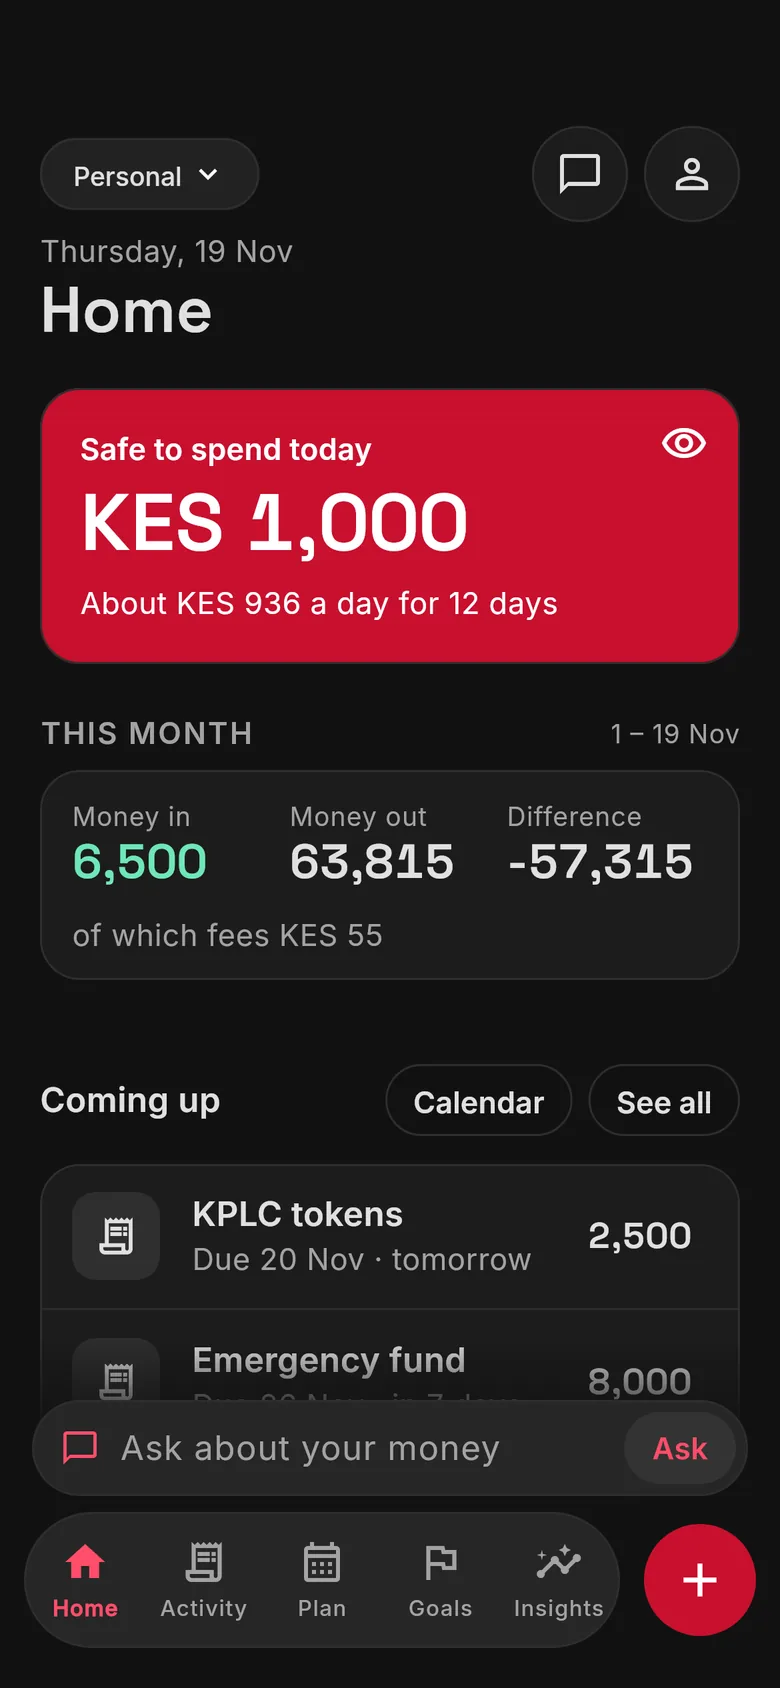 Personal
Thursday, 19 Nov
Home
Safe to spend today
KES 1,000
About KES 936 a day for 12 days
THIS MONTH
1 – 19 Nov
Money in
Money out
Difference
6,500
63,815
-57,315
of which fees KES 55
Coming up
Calendar
See all
KPLC tokens
2,500
Due 20 Nov · tomorrow
Emergency fund
8,000
Ask about your money
Ask
Home
Activity
Plan
Goals
Insights